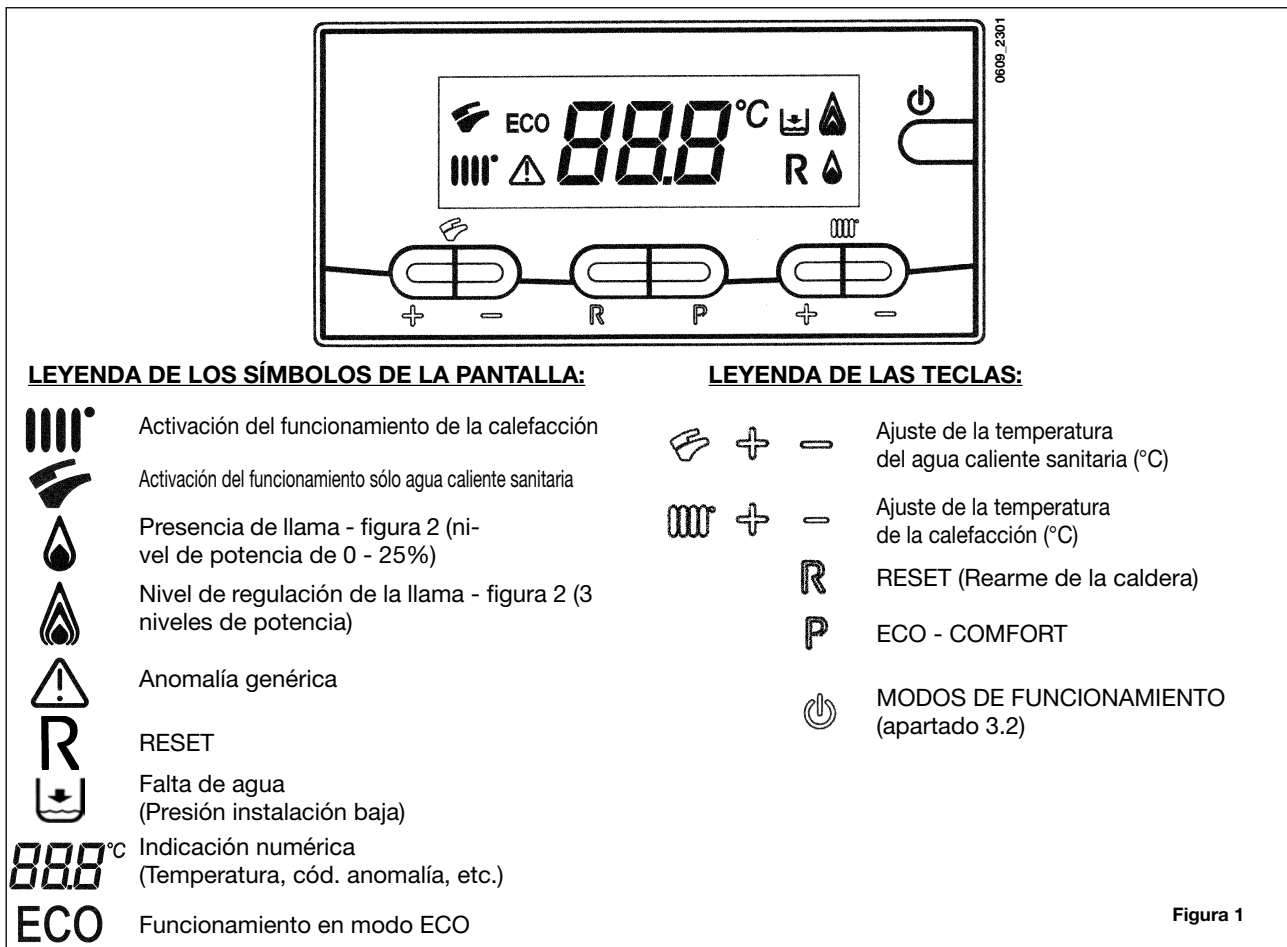 0609_2301
ECO 88.8 °C
R
+ - R P + -
LEYENDA DE LOS SÍMBOLOS DE LA PANTALLA:
Activación del funcionamiento de la calefacción
Activación del funcionamiento sólo agua caliente sanitaria
Presencia de llama - figura 2 (ni-
vel de potencia de 0 - 25%)
Nivel de regulación de la llama - figura 2 (3
niveles de potencia)
Anomalía genérica
R RESET
Falta de agua
(Presión instalación baja)
88.8 °C Indicación numérica
(Temperatura, cód. anomalía, etc.)
ECO Funcionamiento en modo ECO
LEYENDA DE LAS TECLAS:
+ - Ajuste de la temperatura
del agua caliente sanitaria (°C)
+ - Ajuste de la temperatura
de la calefacción (°C)
R RESET (Rearme de la caldera)
P ECO - COMFORT
MODOS DE FUNCIONAMIENTO
(apartado 3.2)
Figura 1